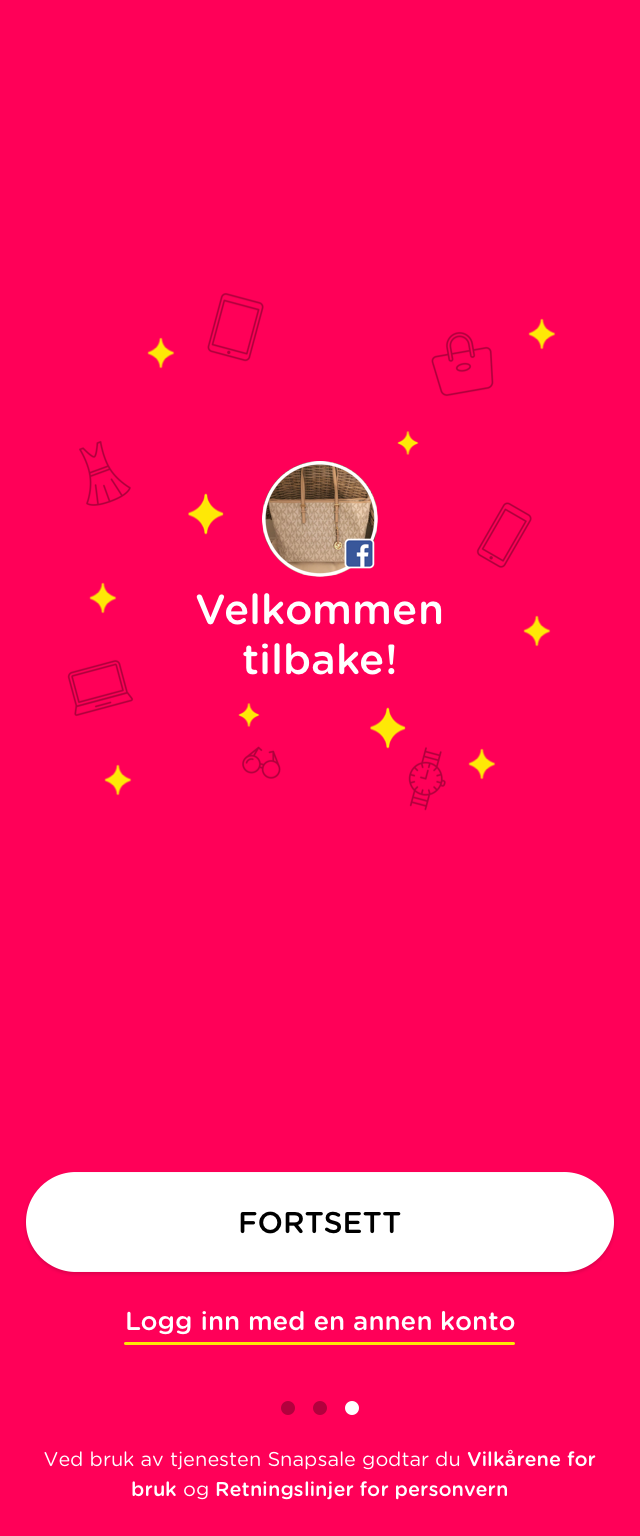 Velkommen
tilbake!
FORTSETT
Logg inn med en annen konto
Ved bruk av tjenesten Snapsale godtar du Vilkårene for
bruk og Retningslinjer for personvern